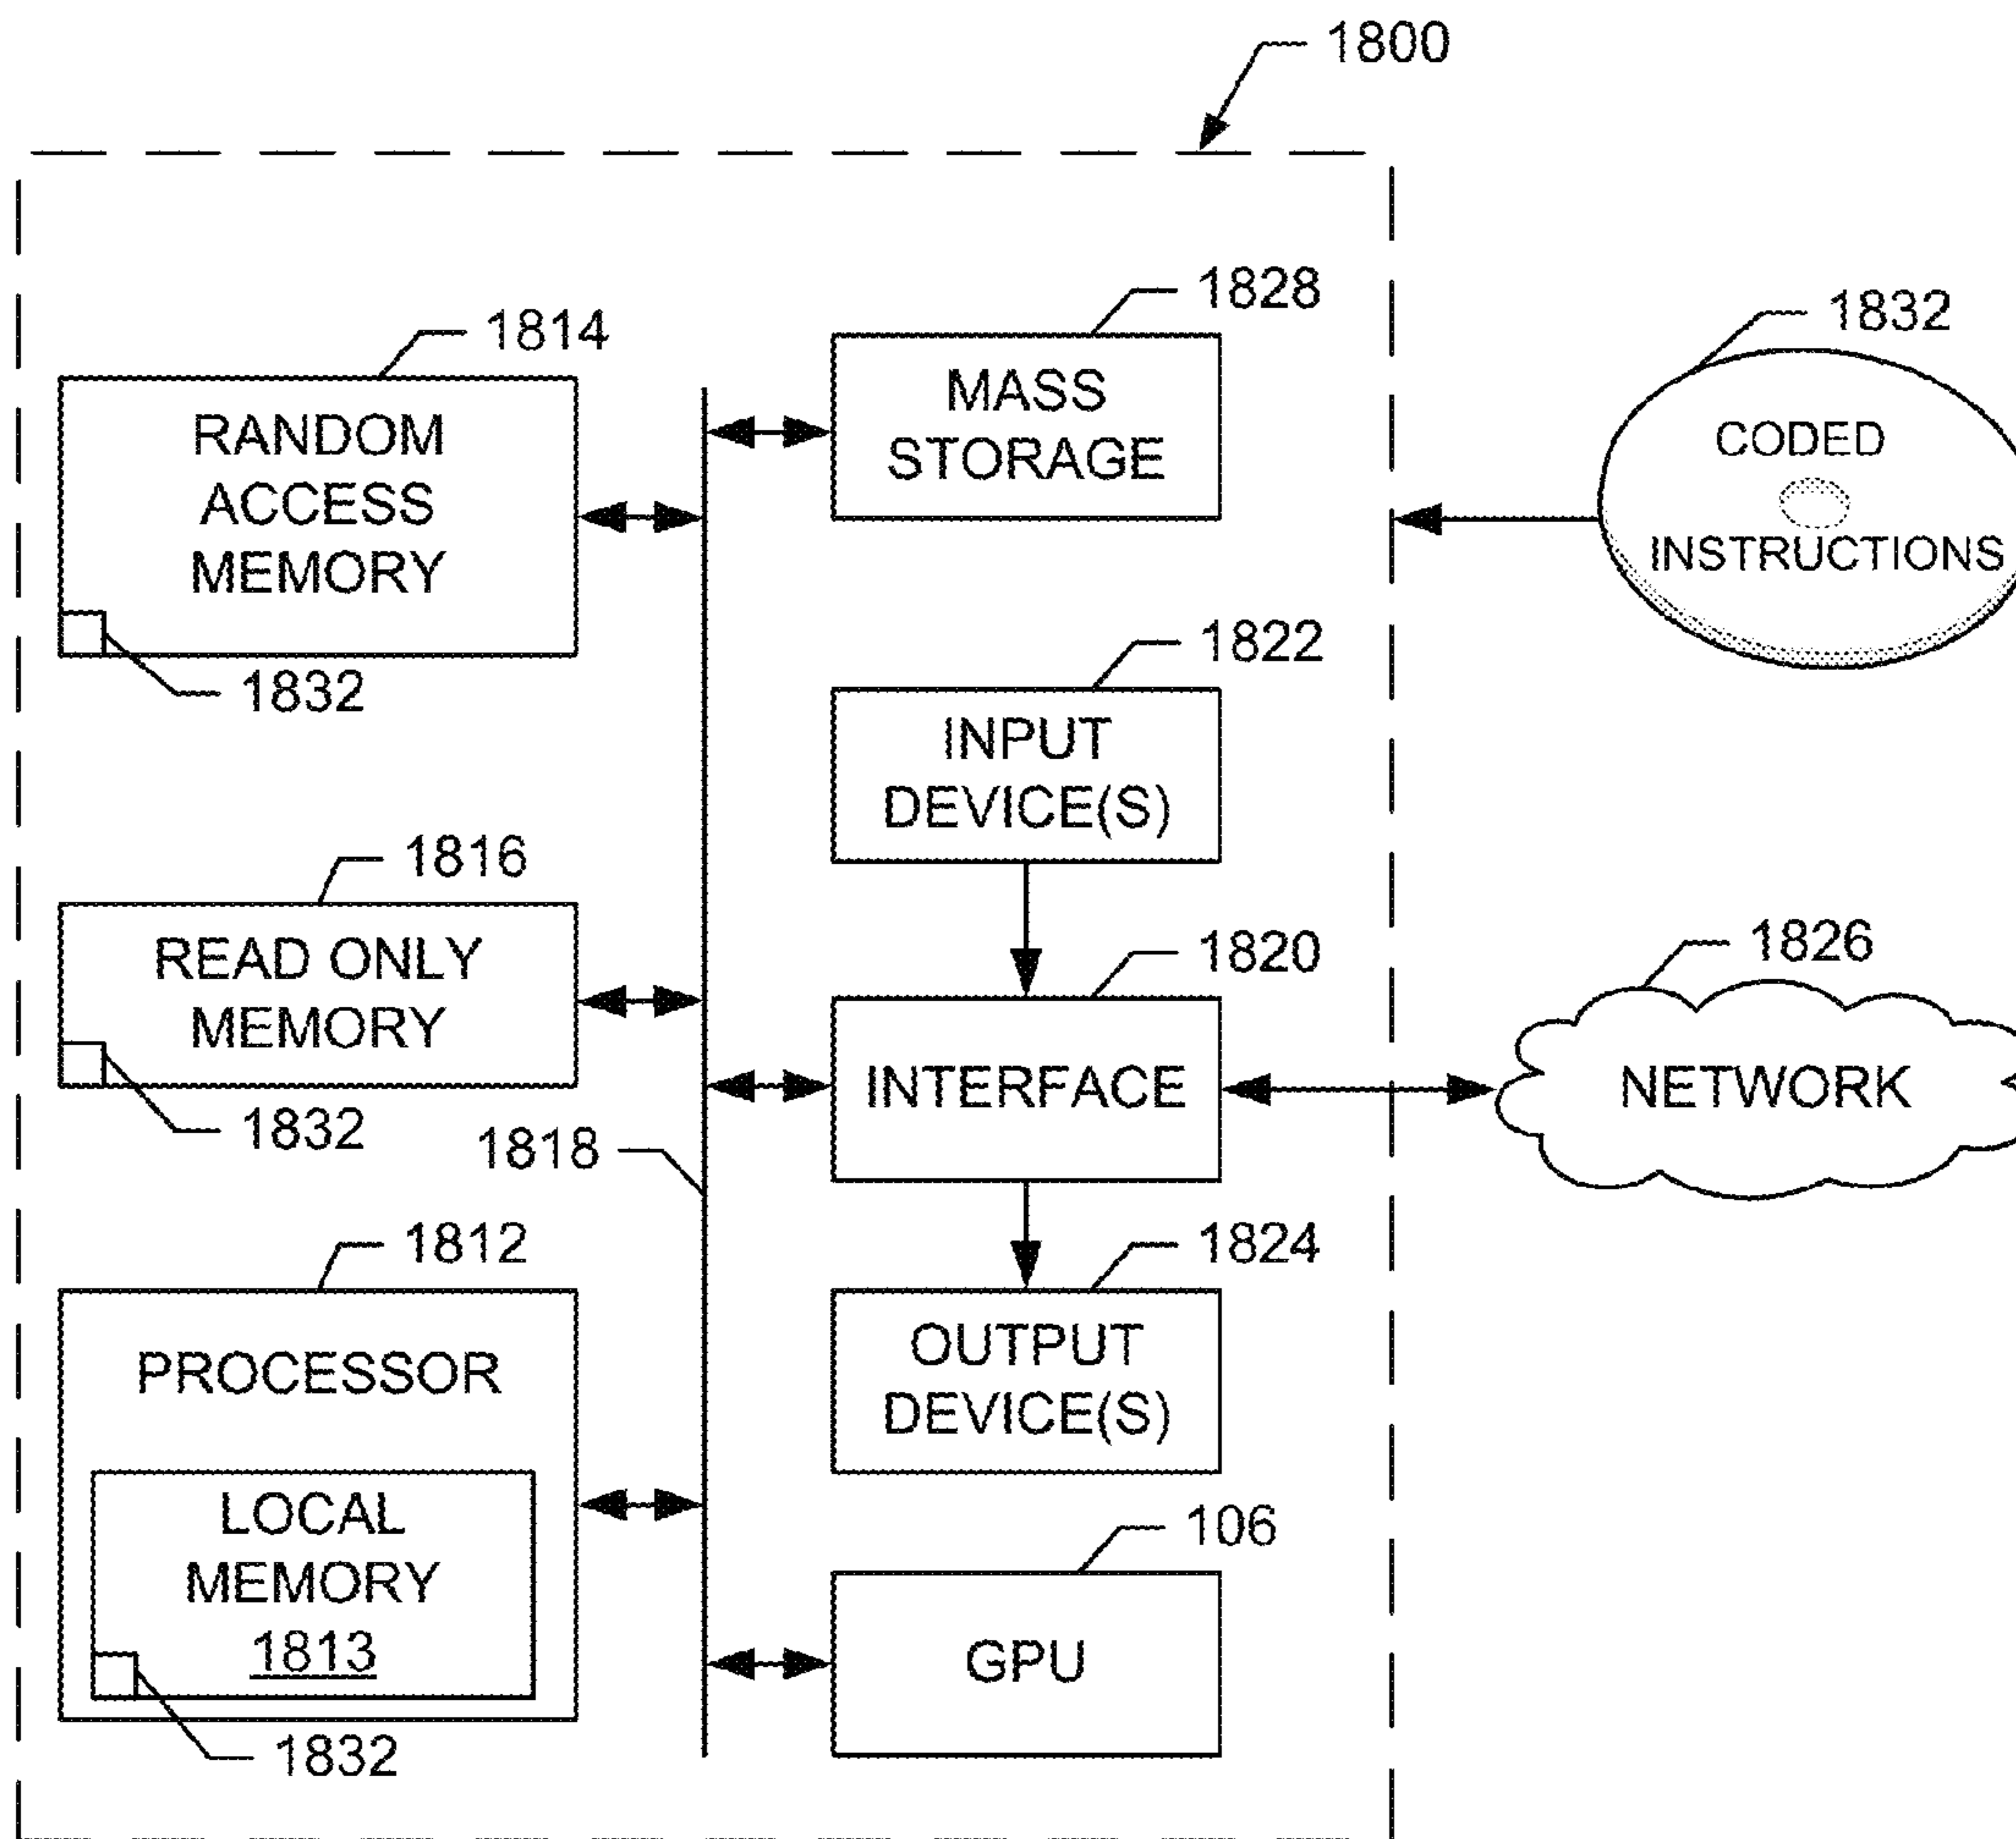 1800
1828
MASS
STORAGE
1814
RANDOM
ACCESS
MEMORY
1832
1832
CODED
INSTRUCTIONS
1822
INPUT
DEVICE(S)
1816
READ ONLY
MEMORY
1832
1818
1820
INTERFACE
1826
NETWORK
1812
PROCESSOR
LOCAL
MEMORY
1813
1832
1824
OUTPUT
DEVICE(S)
106
GPU